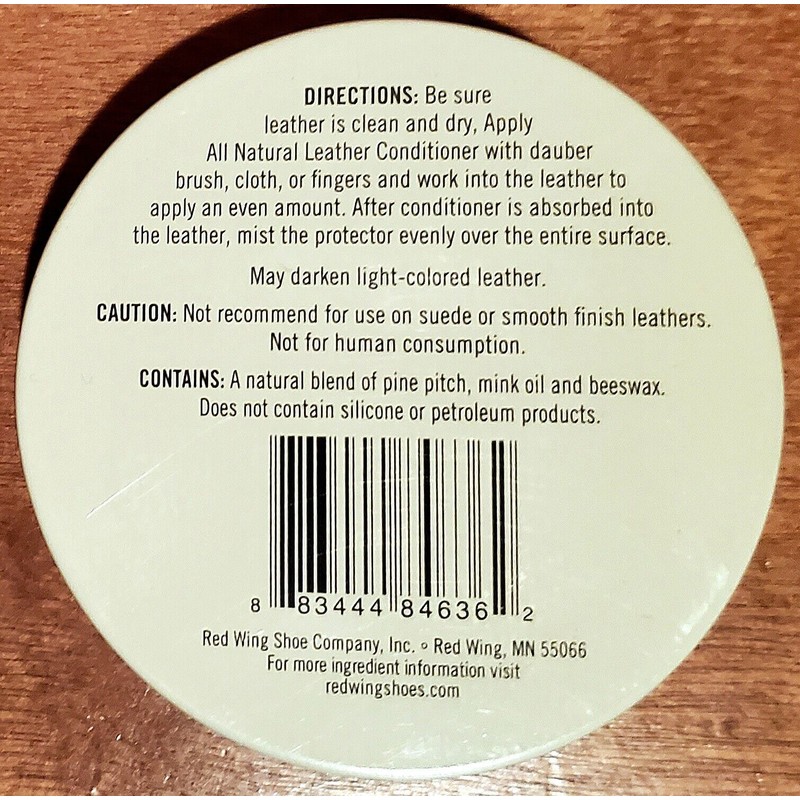 DIRECTIONS: Be sure
leather is clean and dry, Apply
All Natural Leather Conditioner with dauber
brush, cloth, or fingers and work into the leather to
apply an even amount. After conditioner is absorbed into
the leather, mist the protector evenly over the entire surface.
May darken light-colored leather.
CAUTION: Not recommend for use on suede or smooth finish leathers.
Not for human consumption.
CONTAINS: A natural blend of pine pitch, mink oil and beeswax.
Does not contain silicone or petroleum products.
8 83444 84636 2
Red Wing Shoe Company, Inc. ° Red Wing, MN 55066
For more ingredient information visit
redwingshoes.com